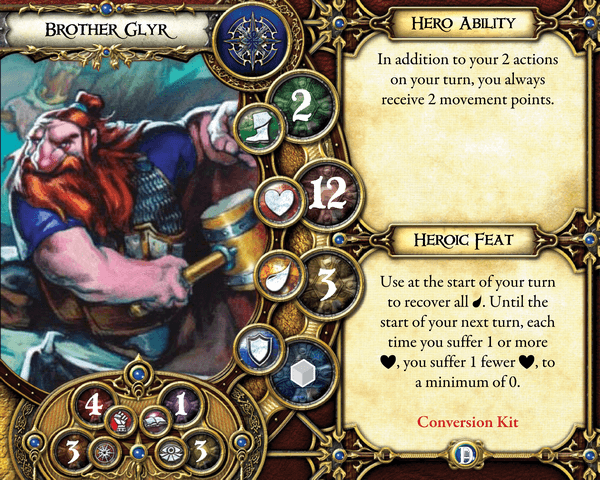 Brother Glyr
2
12
3
4
1
3
3
Hero Ability
In addition to your 2 actions
on your turn, you always
receive 2 movement points.
Heroic Feat
Use at the start of your turn
to recover all . Until the
start of your next turn, each
time you suffer 1 or more
♥, you suffer 1 fewer ♥, to
a minimum of 0.
Conversion Kit
D